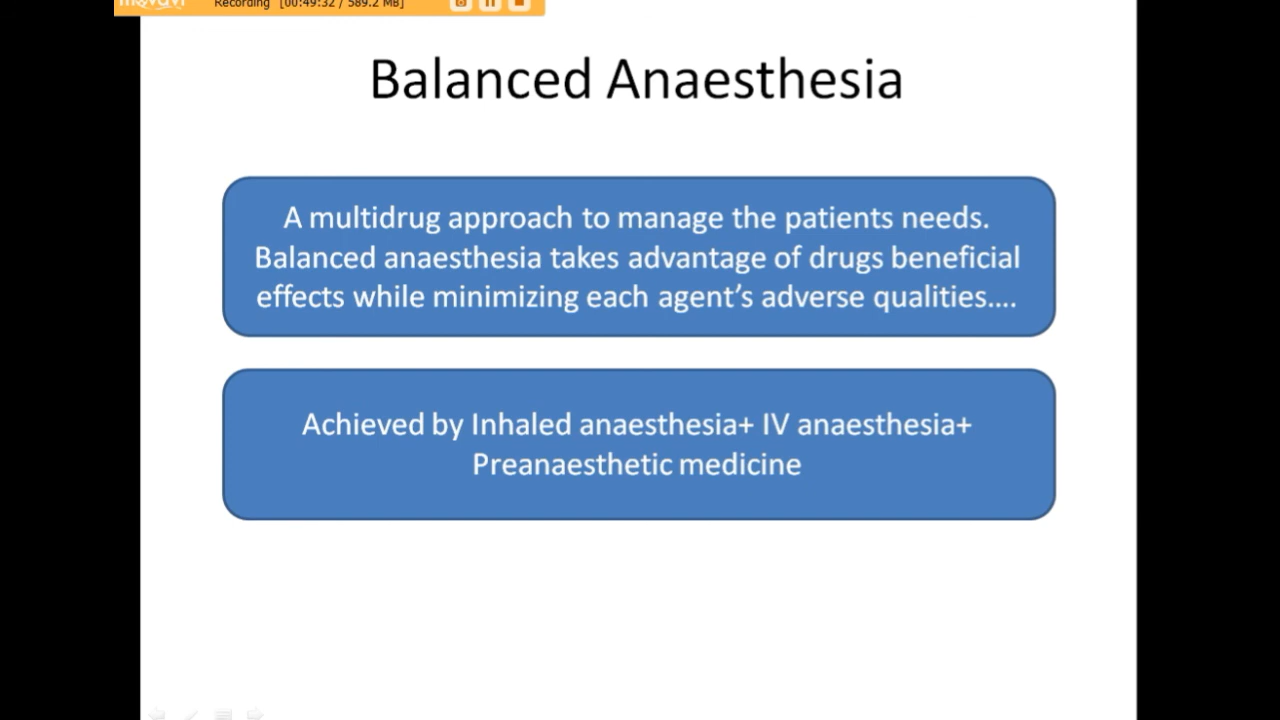 Recording [00:49:32 / 589.2 MB]
Balanced Anaesthesia
A multidrug approach to manage the patients needs.
Balanced anaesthesia takes advantage of drugs beneficial
effects while minimizing each agent’s adverse qualities....
Achieved by Inhaled anaesthesia+ IV anaesthesia+
Preanaesthetic medicine